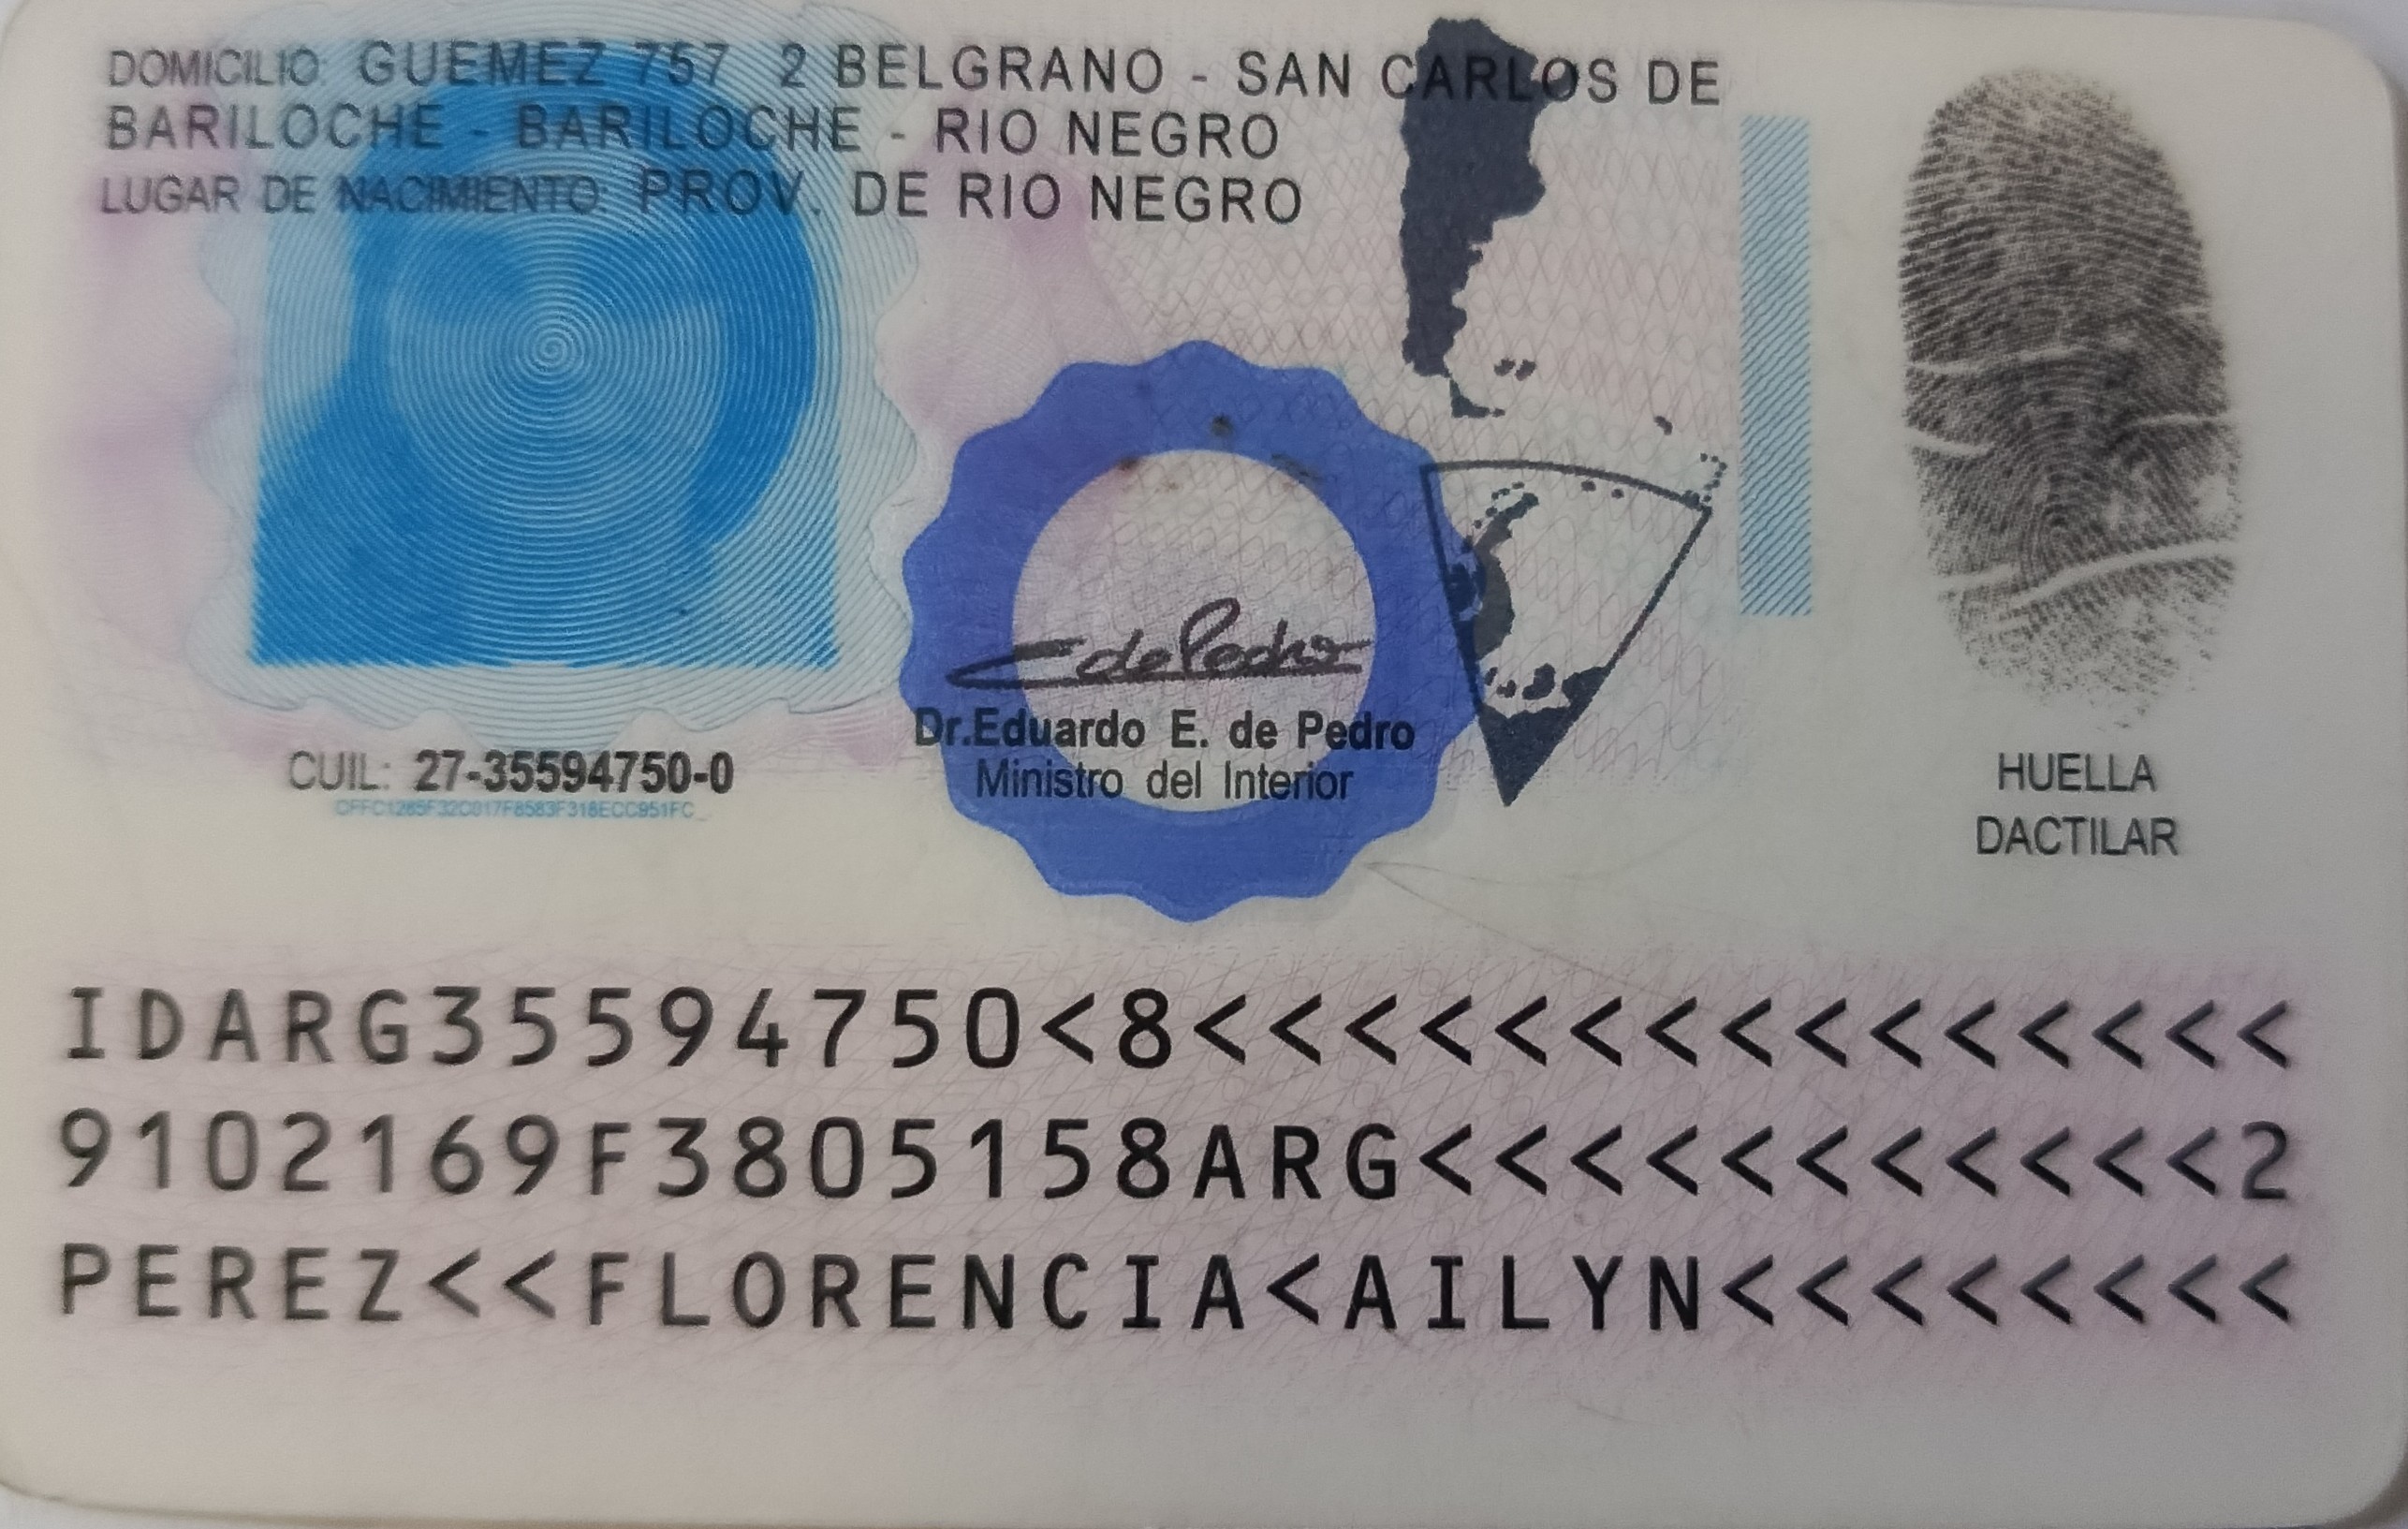 DOMICILIO: GUEMEZ 757 2 BELGRANO - SAN CARLOS DE
BARILOCHE - BARILOCHE - RIO NEGRO
LUGAR DE NACIMIENTO: PROV. DE RIO NEGRO
CdePedro
Dr.Eduardo E. de Pedro
Ministro del Interior
CUIL: 27-35594750-0
HUELLA
DACTILAR
IDARG35594750<8<<<<<<<<<<<<<<<
9102169F3805158ARG<<<<<<<<<<<2
PEREZ<<FLORENCIA<AILYN<<<<<<<<